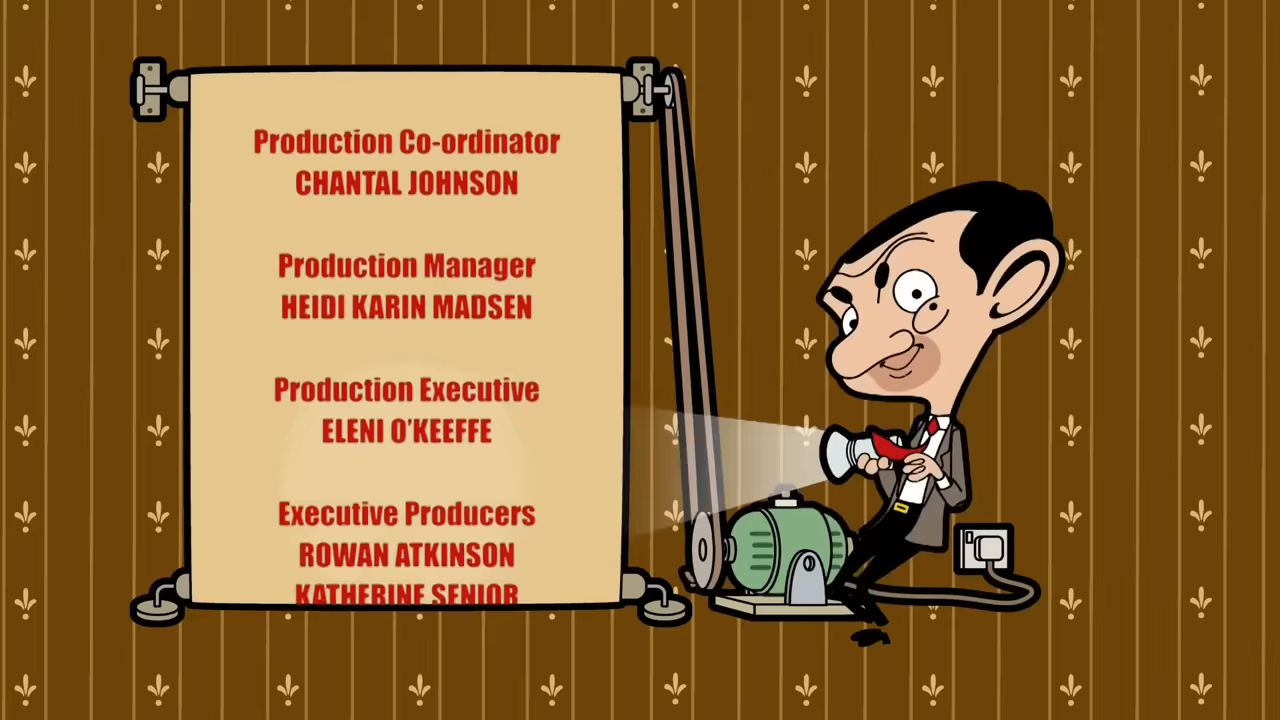 Production Co-ordinator
CHANTAL JOHNSON
Production Manager
HEIDI KARIN MADSEN
Production Executive
ELENI O'KEEFFE
Executive Producers
ROWAN ATKINSON
KATHERINE SENIOR